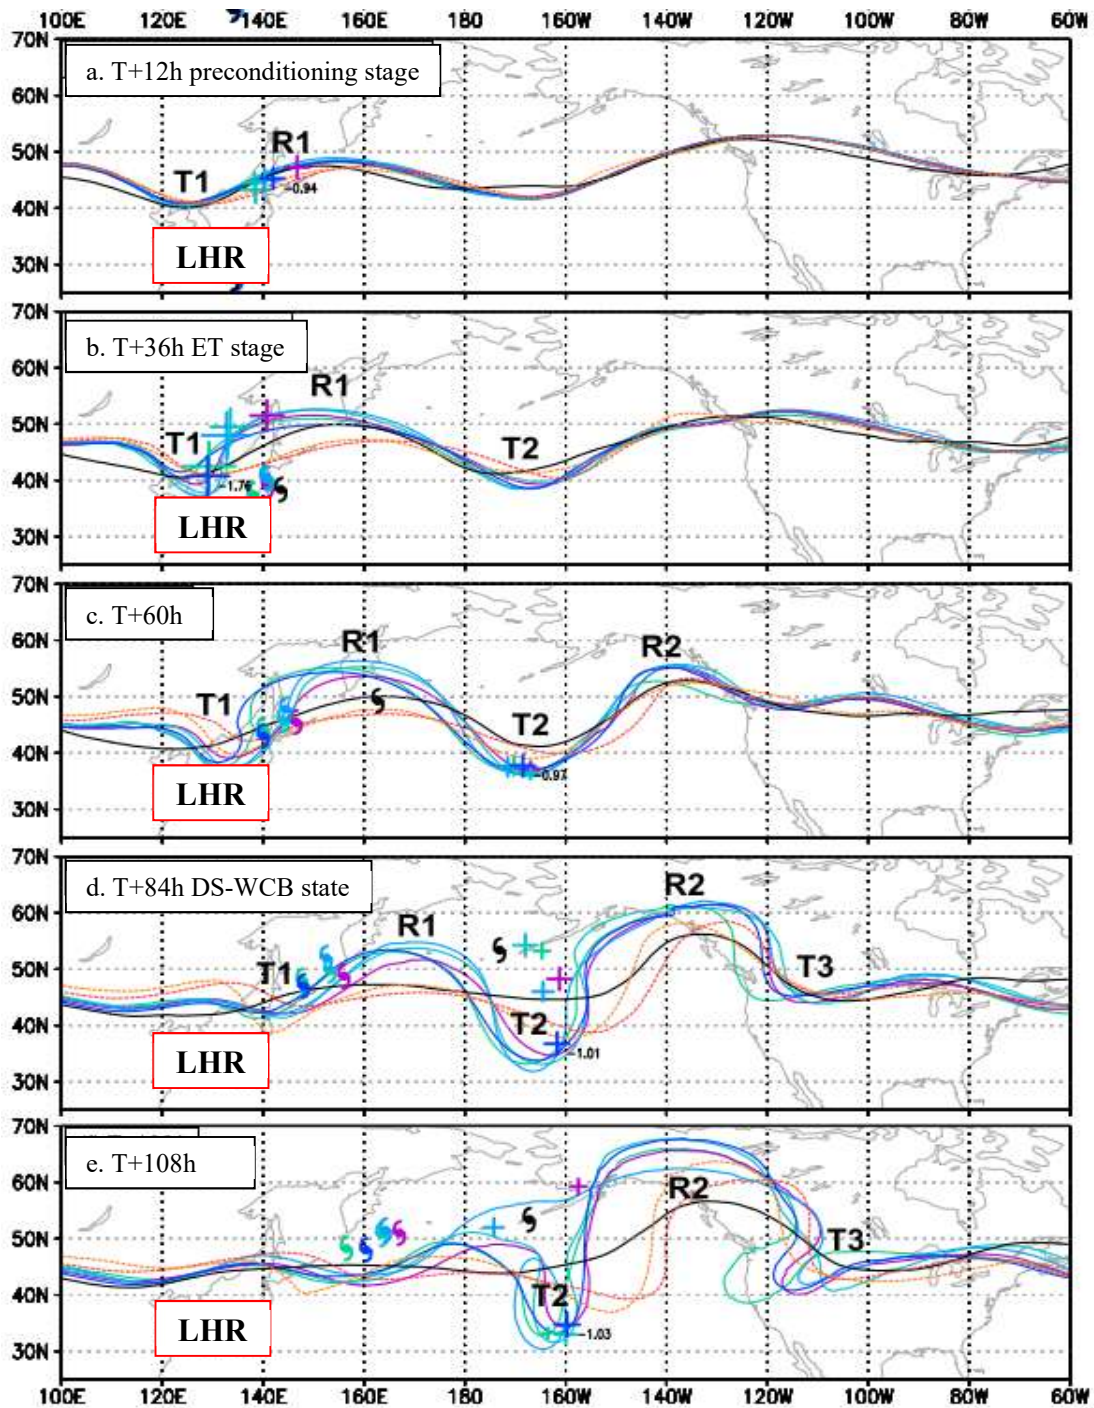 100E 120E 140E 160E 180 160W 140W 120W 100W 80W 60W
70N
a. T+12h preconditioning stage
60N
R1
50N
T1
-0.94
40N
LHR
30N
70N
b. T+36h ET stage
60N
R1
50N
T1 T2
40N
-1.76
LHR
30N
70N
c. T+60h
60N
R1 R2
50N
T1 T2
40N
-0.97
LHR
30N
70N
d. T+84h DS-WCB state
60N
R2
R1
50N
T1 T3
40N
T2
-1.01
LHR
30N
70N
e. T+108h
60N
R2
50N
T3
40N
T2
-1.03
LHR
30N
100E 120E 140E 160E 180 160W 140W 120W 100W 80W 60W